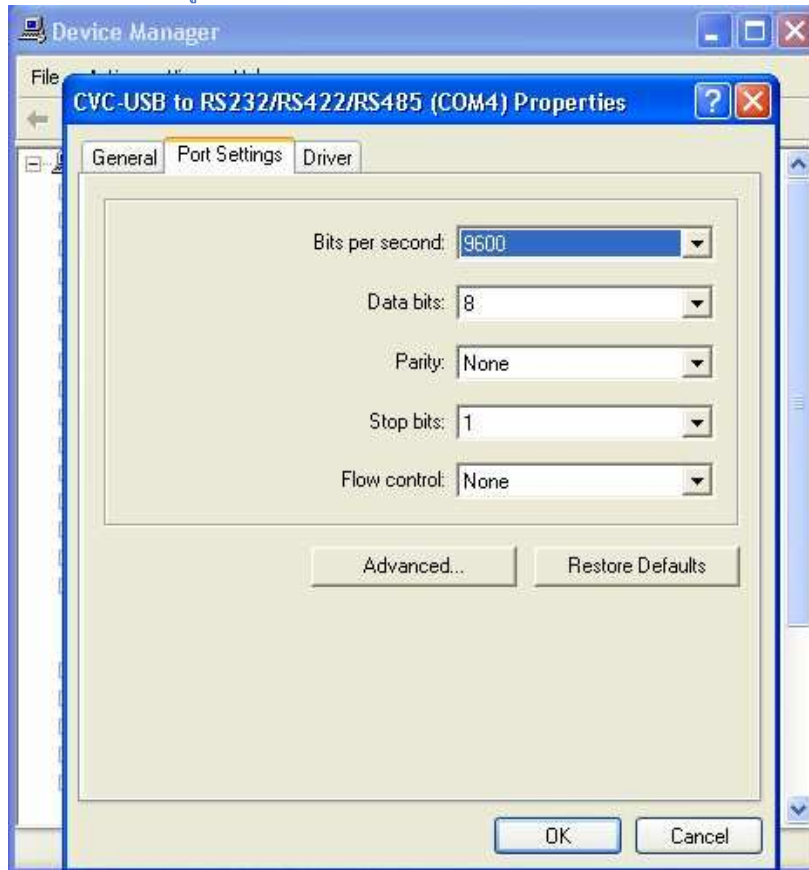 Device Manager
File
CVC-USB to RS232/RS422/RS485 (COM4) Properties
General Port Settings Driver
Bits per second: 9600
Data bits: 8
Parity: None
Stop bits: 1
Flow control: None
Advanced... Restore Defaults
OK Cancel